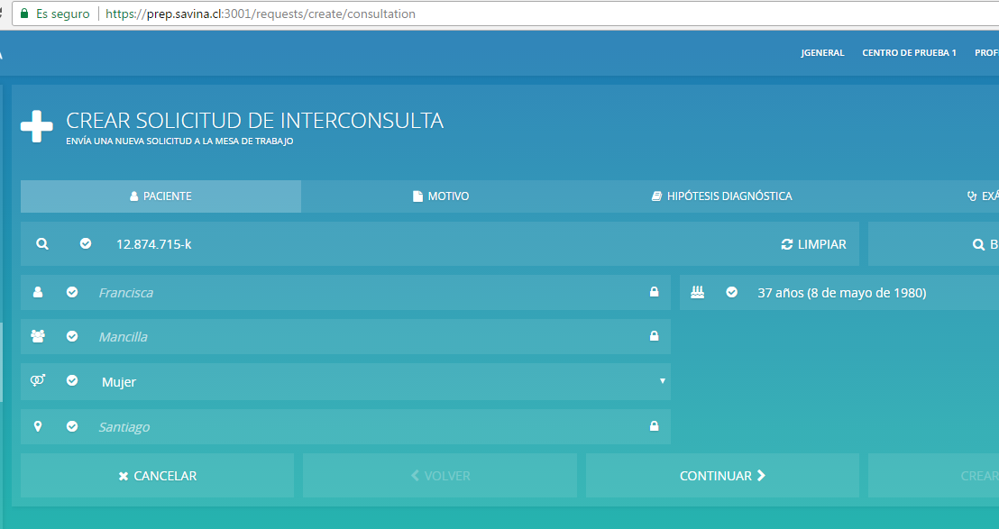 Es seguro https://prep.savina.cl:3001/requests/create/consultation
JGENERAL CENTRO DE PRUEBA 1
CREAR SOLICITUD DE INTERCONSULTA
ENVÍA UNA NUEVA SOLICITUD A LA MESA DE TRABAJO
PACIENTE MOTIVO HIPÓTESIS DIAGNÓSTICA
12.874.715-k LIMPIAR
Francisca 37 años (8 de mayo de 1980)
Mancilla
Mujer
Santiago
CANCELAR VOLVER CONTINUAR CREAR